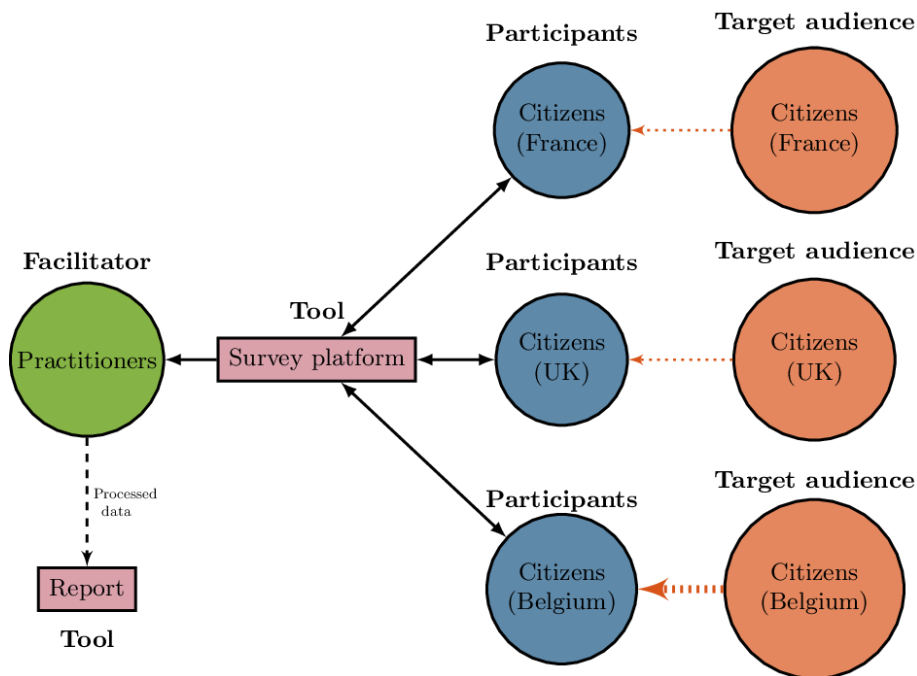 Target audience
Participants
Citizens
(France)
Citizens
(France)
Facilitator
Participants
Target audience
Tool
Practitioners
Survey platform
Citizens
(UK)
Citizens
(UK)
Processed
data
Participants
Target audience
Report
Tool
Citizens
(Belgium)
Citizens
(Belgium)